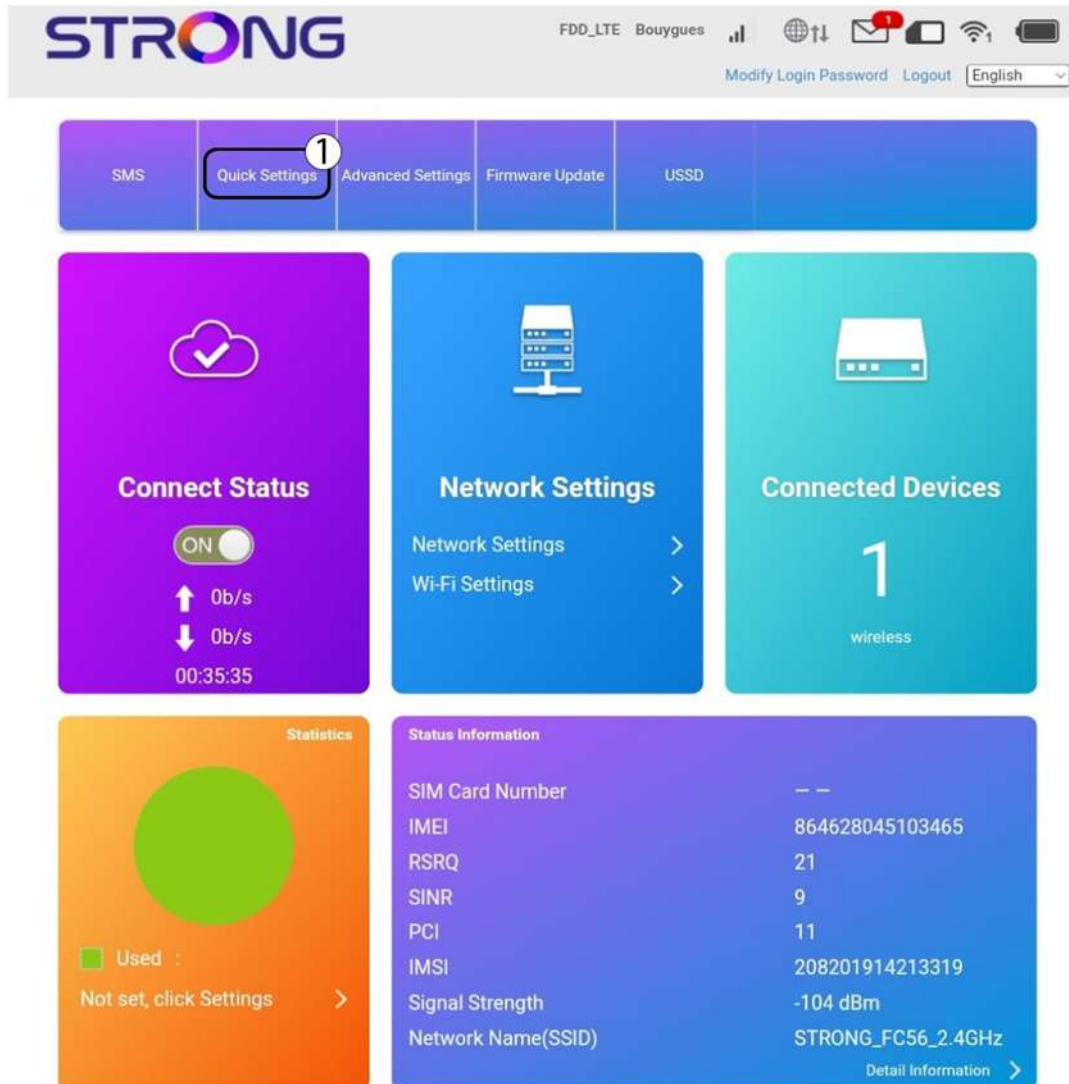 STRONG
FDD_LTE Bouygues
1
1
Modify Login Password Logout English
1
SMS Quick Settings Advanced Settings Firmware Update USSD
Connect Status
ON
0b/s
0b/s
00:35:35
Network Settings
Network Settings
Wi-Fi Settings
Connected Devices
1
wireless
Statistics
Used :
Not set, click Settings
Status Information
SIM Card Number — —
IMEI 864628045103465
RSRQ 21
SINR 9
PCI 11
IMSI 208201914213319
Signal Strength -104 dBm
Network Name(SSID) STRONG_FC56_2.4GHz
Detail Information